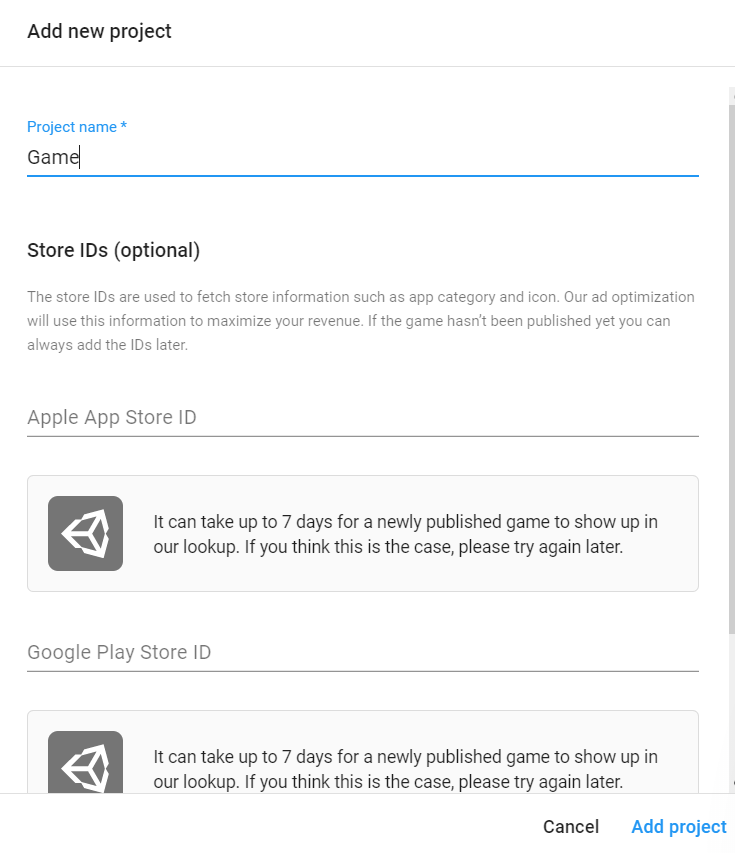 Add new project
Project name *
Game
Store IDs (optional)
The store IDs are used to fetch store information such as app category and icon. Our ad optimization
will use this information to maximize your revenue. If the game hasn’t been published yet you can
always add the IDs later.
Apple App Store ID
It can take up to 7 days for a newly published game to show up in
our lookup. If you think this is the case, please try again later.
Google Play Store ID
It can take up to 7 days for a newly published game to show up in
our lookup. If you think this is the case, please try again later.
Cancel Add project